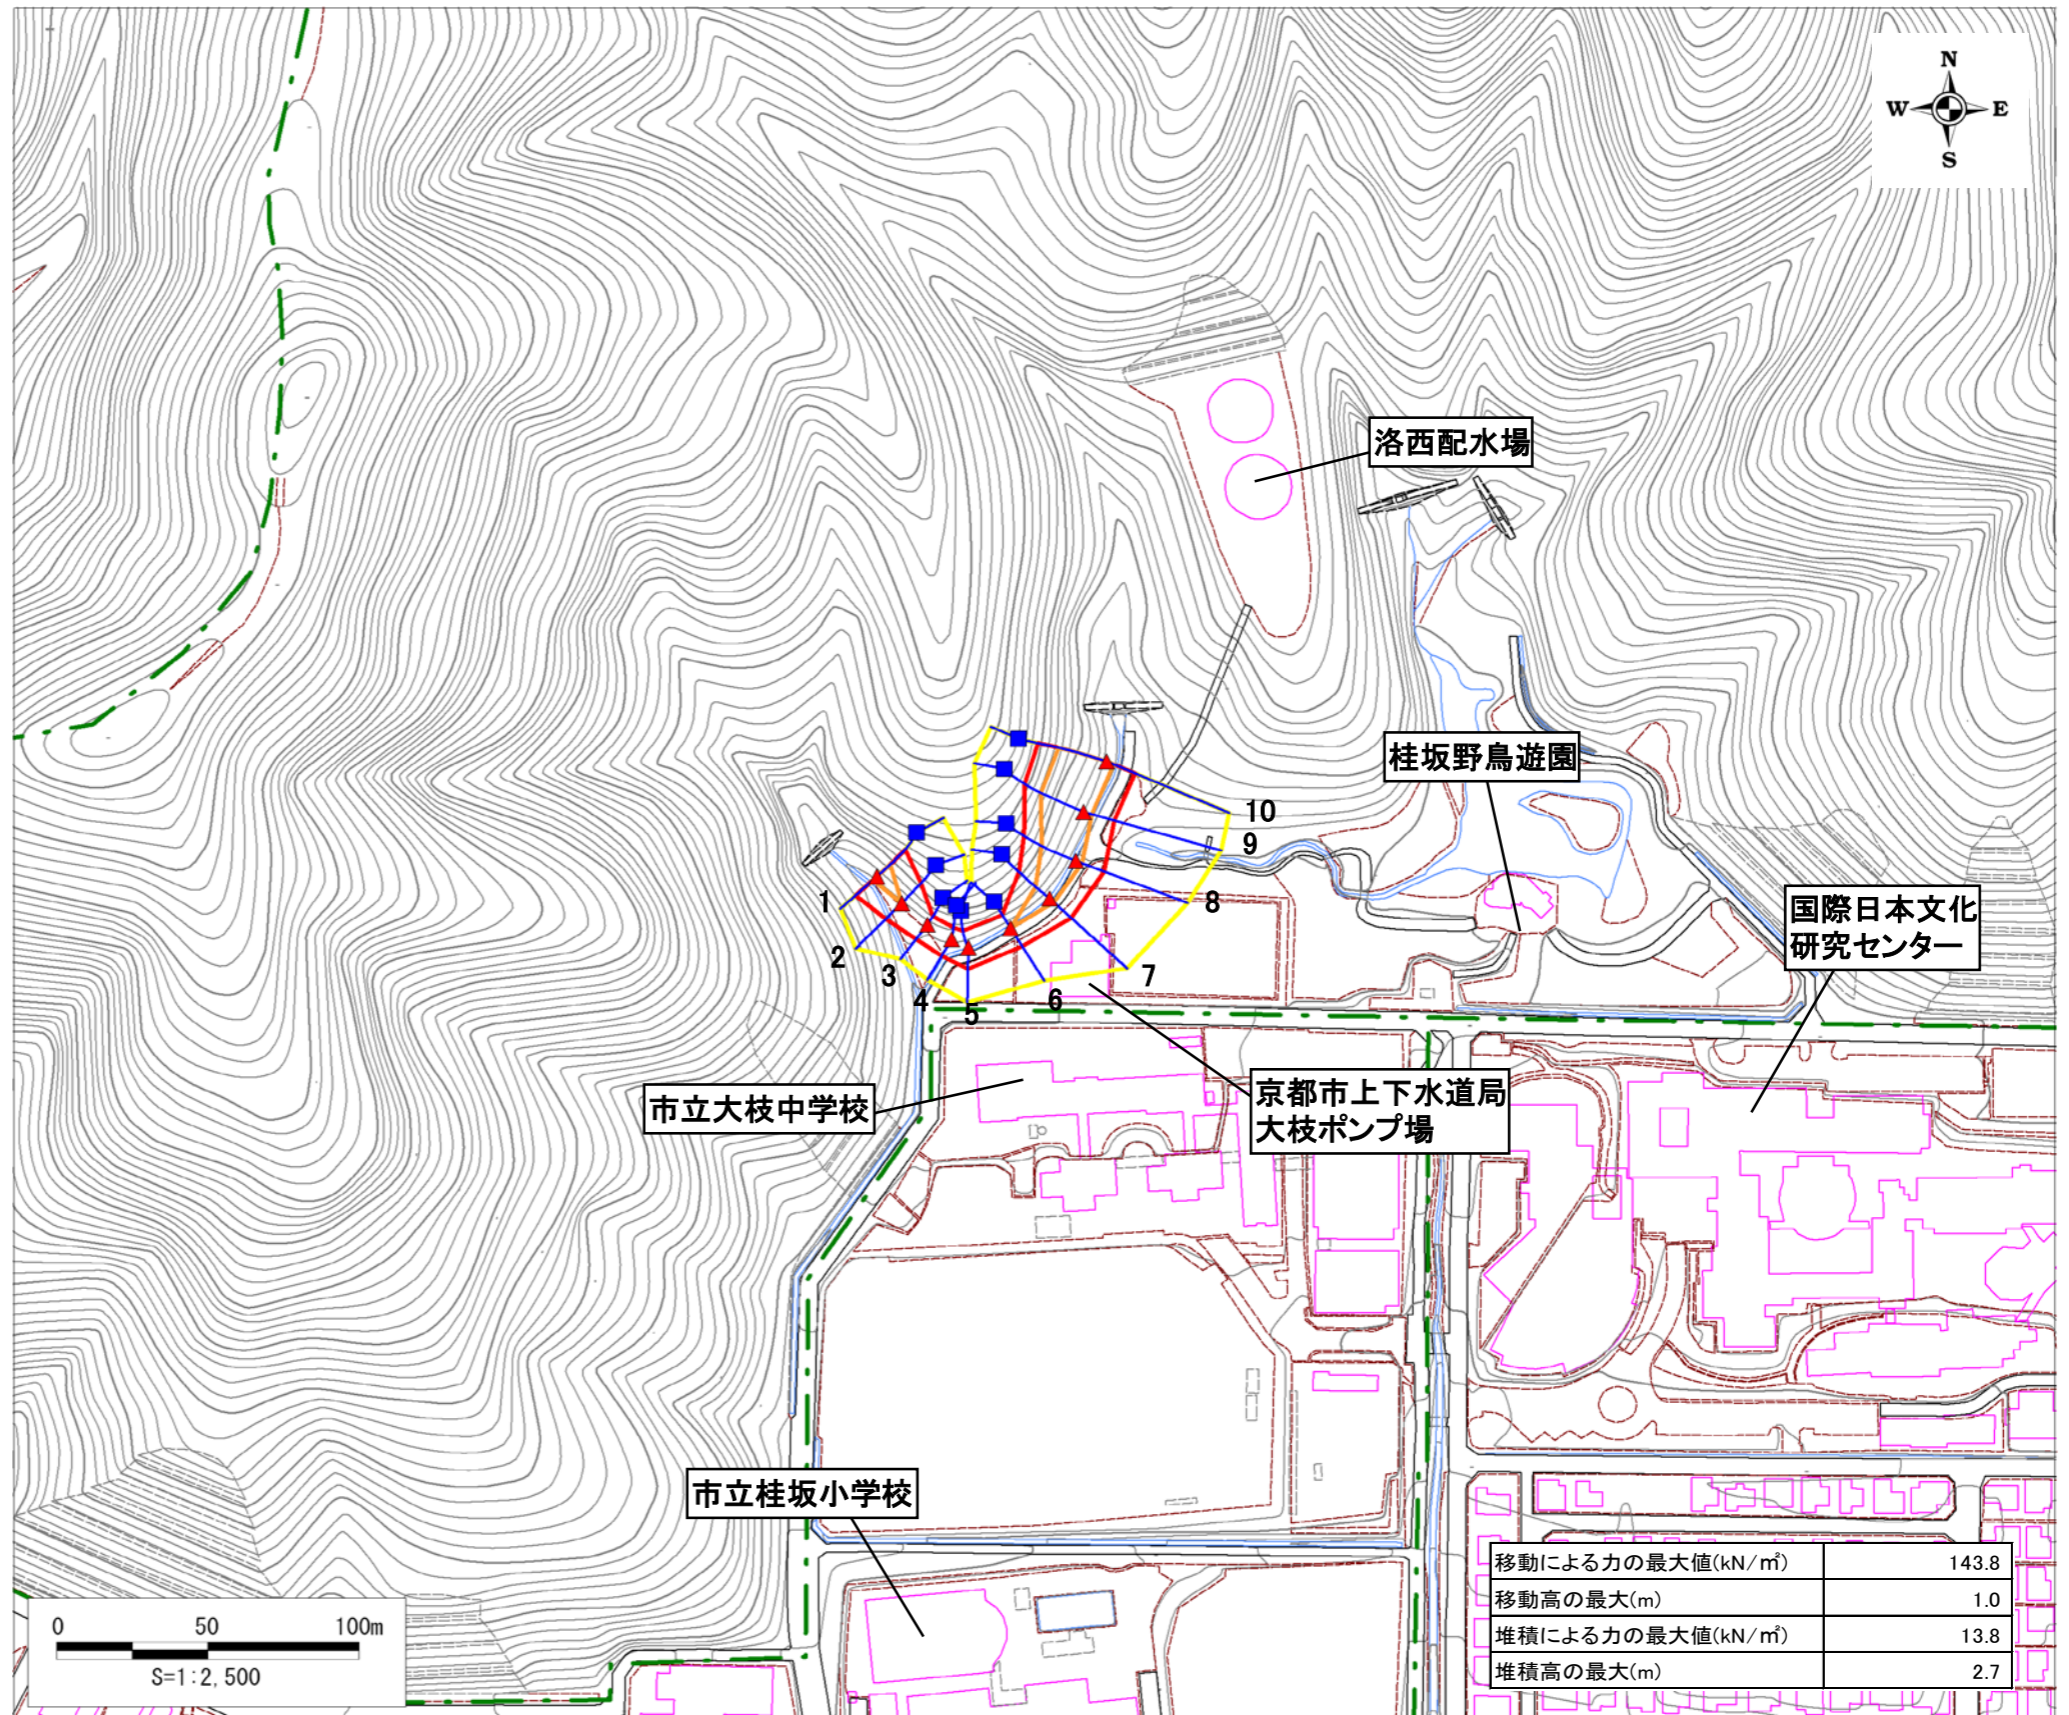 N
W E
S
洛西配水場
桂坂野鳥遊園
10
9
8
7
6
5
4
3
2
1
国際日本文化
研究センター
市立大枝中学校
京都市上下水道局
大枝ポンプ場
市立桂坂小学校
移動による力の最大値(kN/㎡) 143.8
移動高の最大(m) 1.0
堆積による力の最大値(kN/㎡) 13.8
堆積高の最大(m) 2.7
0 50 100m
S=1:2,500